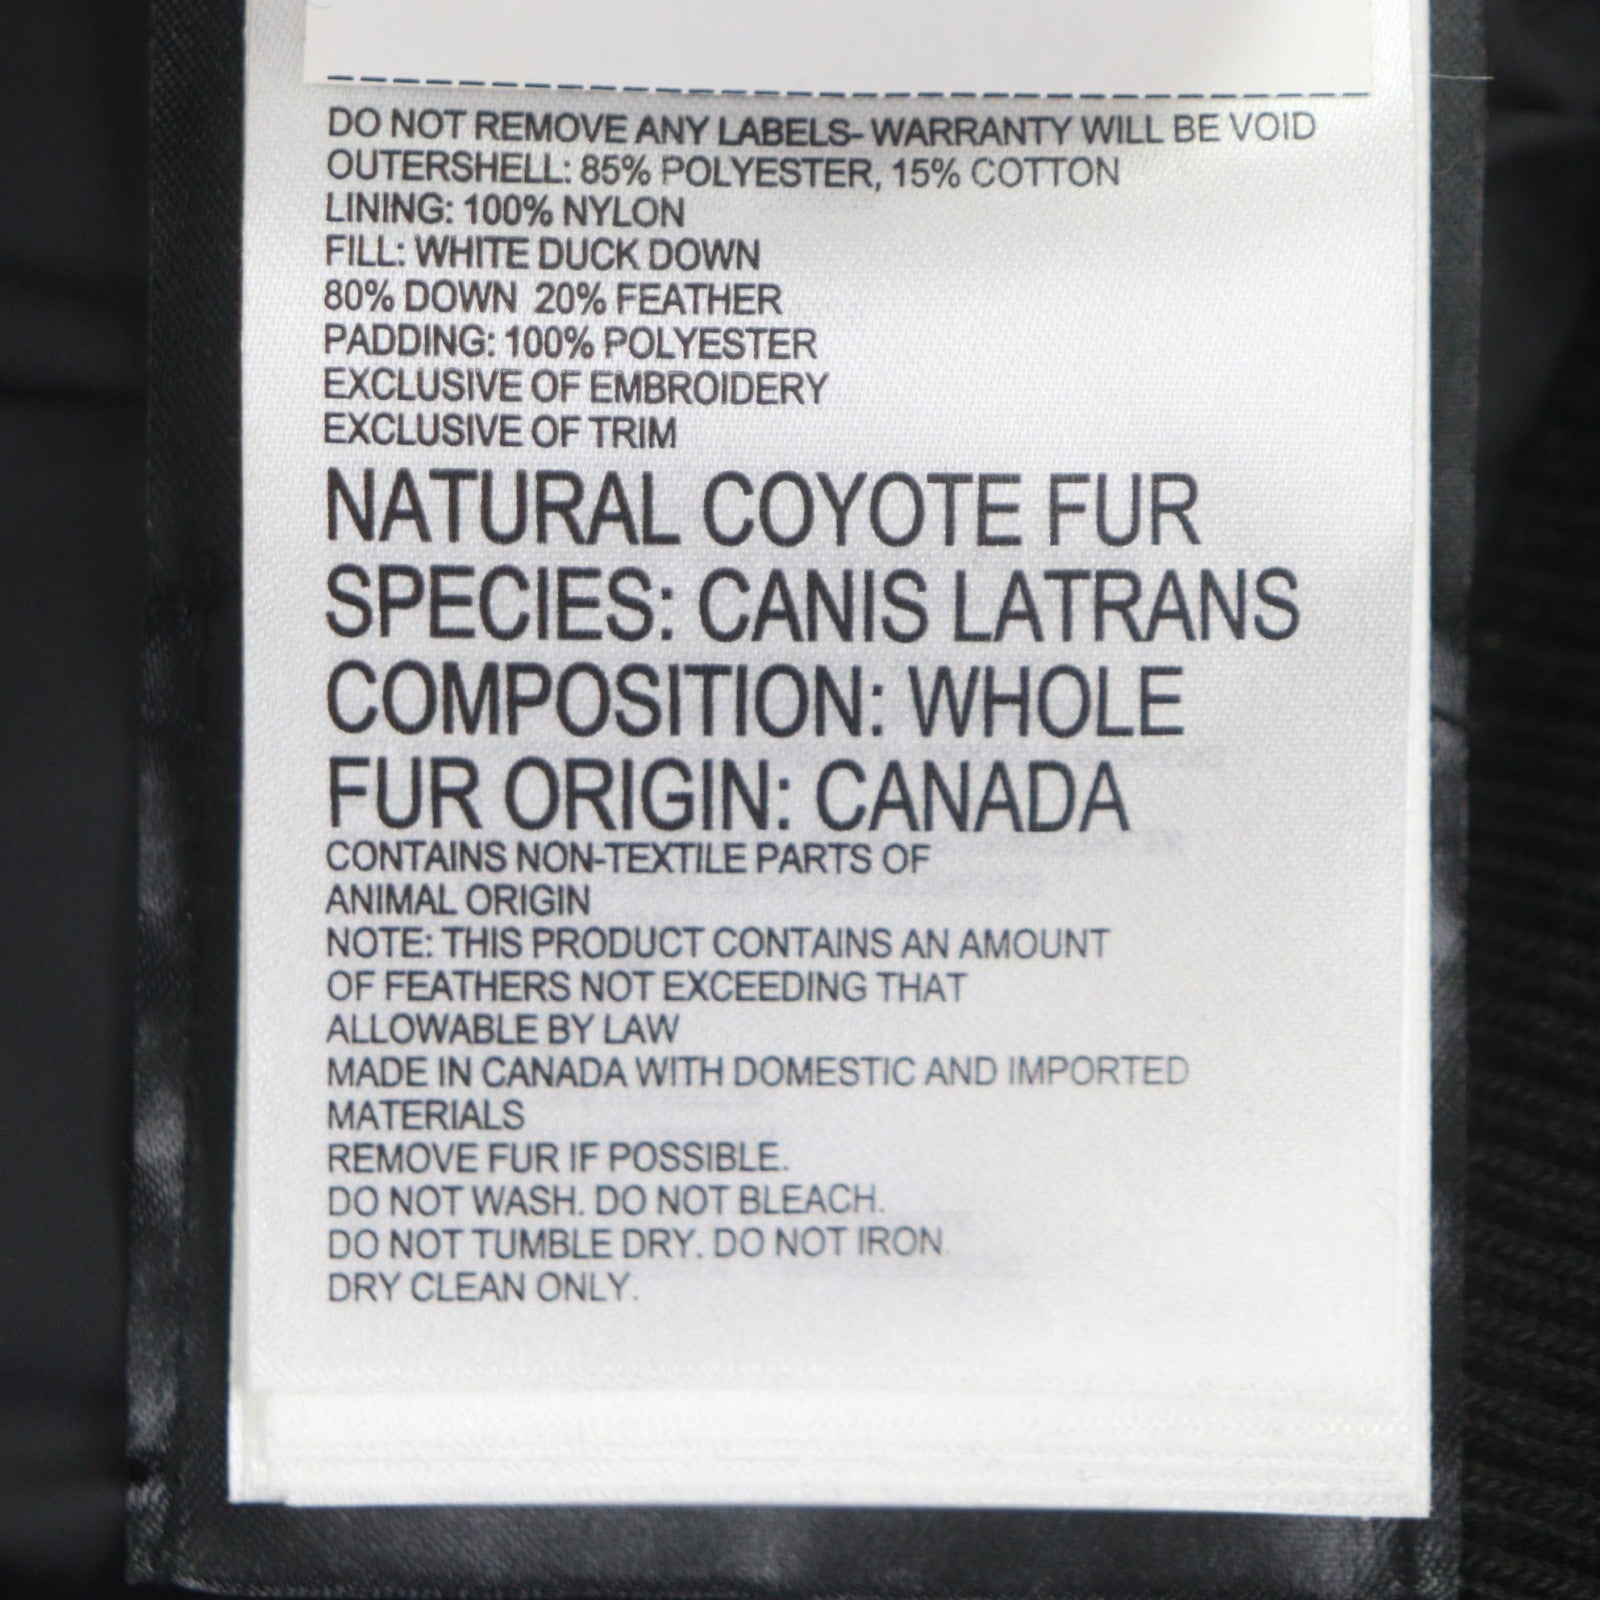 DO NOT REMOVE ANY LABELS- WARRANTY WILL BE VOID
OUTERSHELL: 85% POLYESTER, 15% COTTON
LINING: 100% NYLON
FILL: WHITE DUCK DOWN
80% DOWN 20% FEATHER
PADDING: 100% POLYESTER
EXCLUSIVE OF EMBROIDERY
EXCLUSIVE OF TRIM
NATURAL COYOTE FUR
SPECIES: CANIS LATRANS
COMPOSITION: WHOLE
FUR ORIGIN: CANADA
CONTAINS NON-TEXTILE PARTS OF
ANIMAL ORIGIN
NOTE: THIS PRODUCT CONTAINS AN AMOUNT
OF FEATHERS NOT EXCEEDING THAT
ALLOWABLE BY LAW
MADE IN CANADA WITH DOMESTIC AND IMPORTED
MATERIALS
REMOVE FUR IF POSSIBLE.
DO NOT WASH. DO NOT BLEACH.
DO NOT TUMBLE DRY. DO NOT IRON.
DRY CLEAN ONLY.